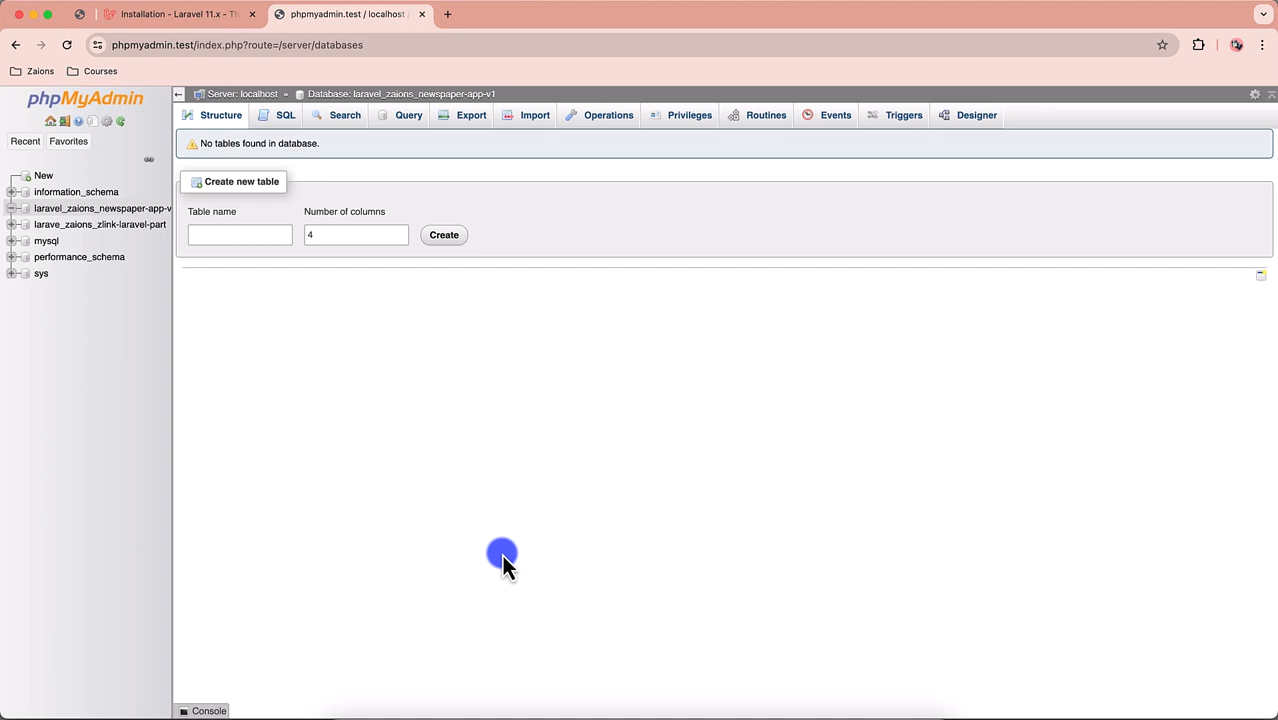 Installation - Laravel 11.x - Th
phpmyadmin.test / localhost /
phpmyadmin.test/index.php?route=/server/databases
Zaions
Courses
phpMyAdmin
Recent
Favorites
New
information_schema
laravel_zaions_newspaper-app-v
larave_zaions_zlink-laravel-part
mysql
performance_schema
sys
Server: localhost » Database: laravel_zaions_newspaper-app-v1
Structure SQL Search Query Export Import Operations Privileges Routines Events Triggers Designer
No tables found in database.
Create new table
Table name Number of columns
4 Create
Console